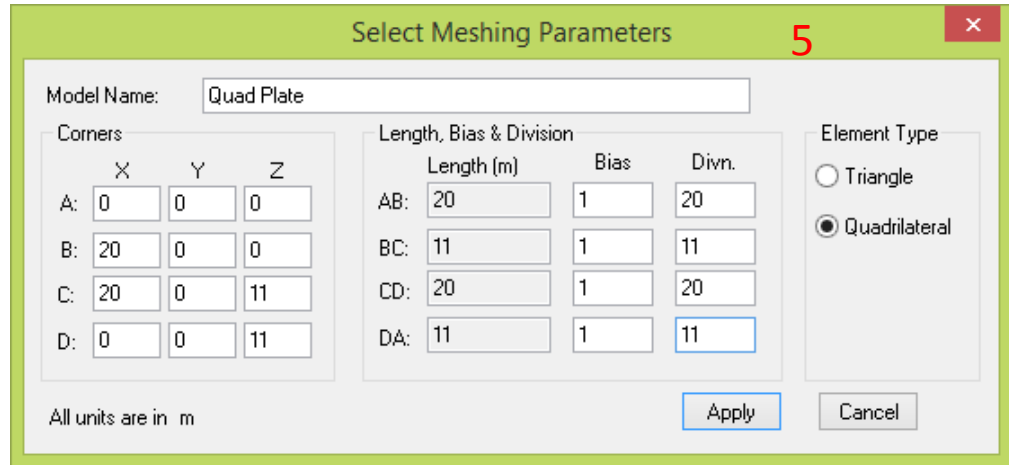 Select Meshing Parameters
5
Model Name: Quad Plate
Corners
X Y Z
A: 0 0 0
B: 20 0 0
C: 20 0 11
D: 0 0 11
Length, Bias & Division
Length (m) Bias Divn.
AB: 20 1 20
BC: 11 1 11
CD: 20 1 20
DA: 11 1 11
Element Type
Triangle
Quadrilateral
All units are in m
Apply
Cancel